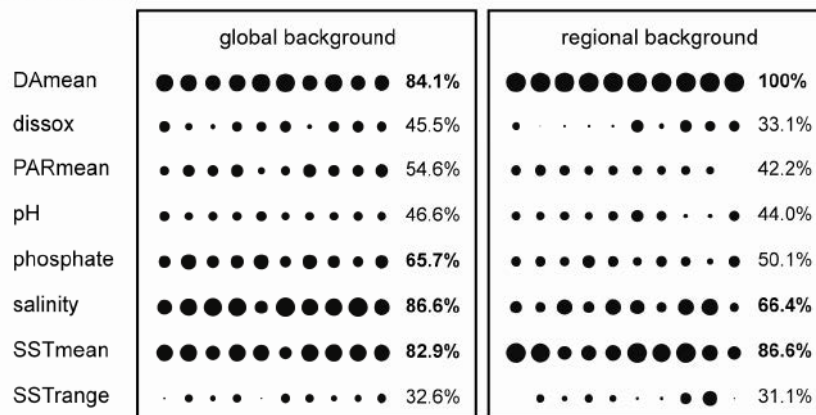 global background regional background
DAmean 84.1% 100%
dissox 45.5% 33.1%
PARmean 54.6% 42.2%
pH 46.6% 44.0%
phosphate 65.7% 50.1%
salinity 86.6% 66.4%
SSTmean 82.9% 86.6%
SSTrange 32.6% 31.1%